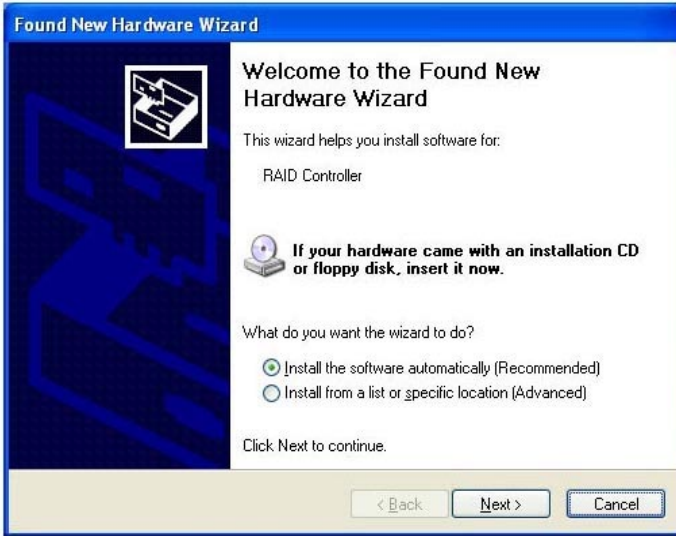 Found New Hardware Wizard
Welcome to the Found New
Hardware Wizard
This wizard helps you install software for:
RAID Controller
If your hardware came with an installation CD
or floppy disk, insert it now.
What do you want the wizard to do?
Install the software automatically (Recommended)
Install from a list or specific location (Advanced)
Click Next to continue.
< Back Next > Cancel